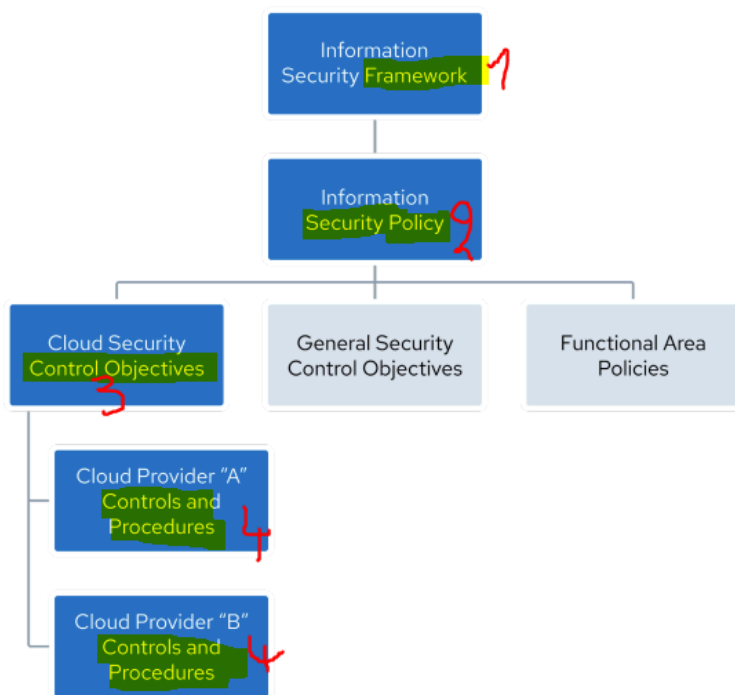 Information
Security Framework 1
Information
Security Policy 2
Cloud Security
Control Objectives
3
General Security
Control Objectives
Functional Area
Policies
Cloud Provider “A”
Controls and
Procedures 4
Cloud Provider “B”
Controls and 4
Procedures